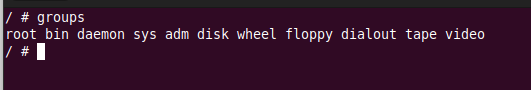 / # groups
root bin daemon sys adm disk wheel floppy dialout tape video
/ #